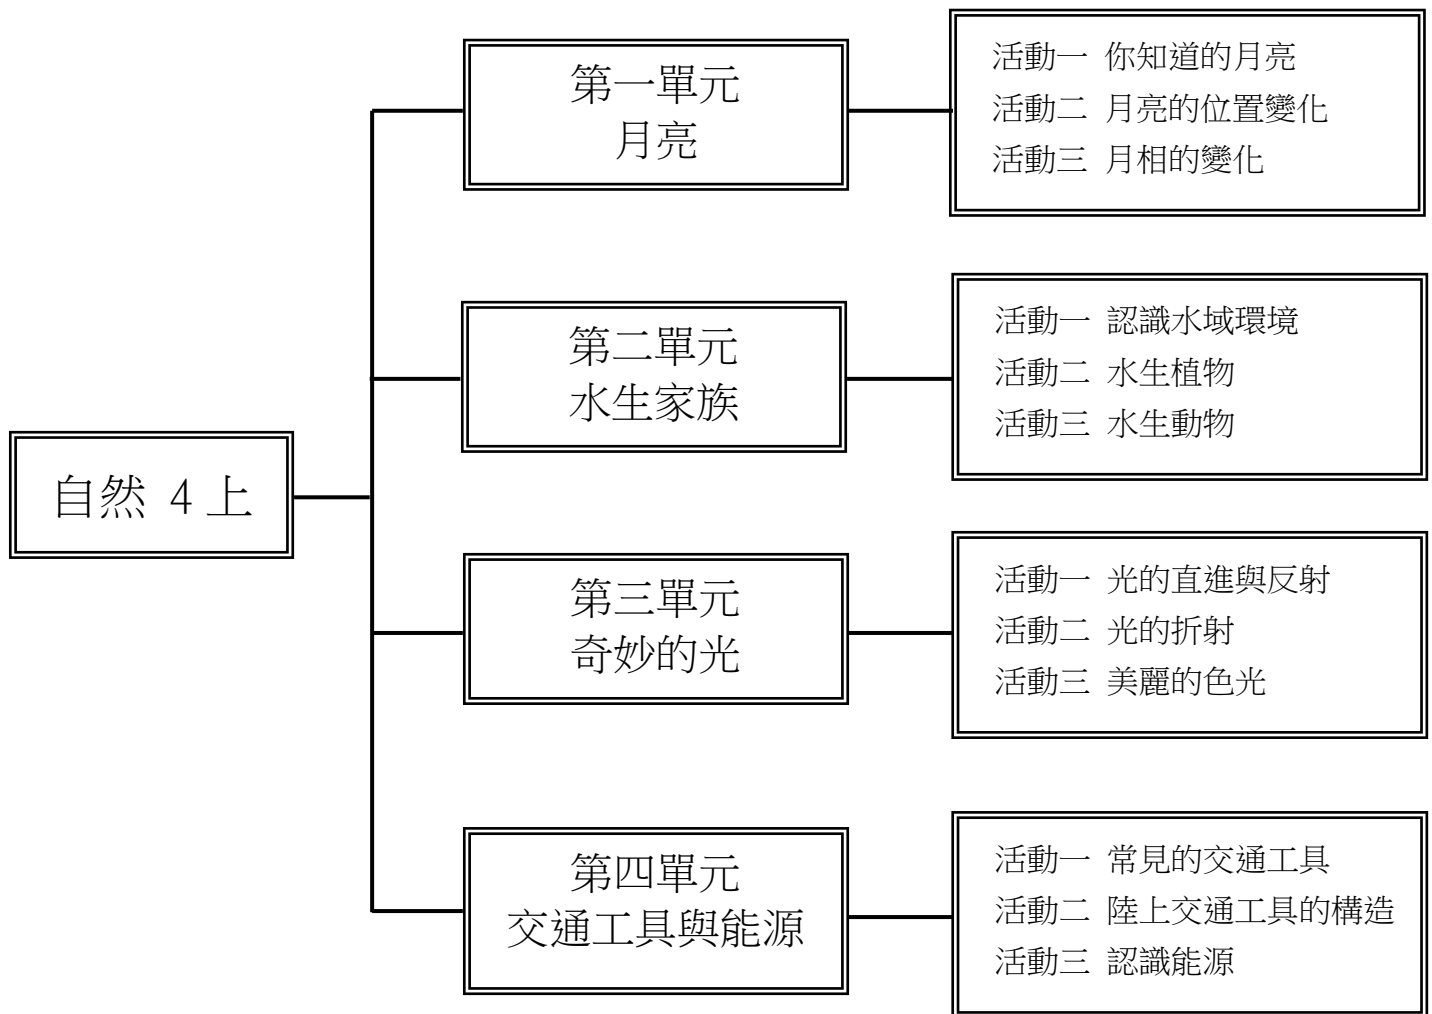 自然 4上
第一單元
月亮
活動一 你知道的月亮
活動二 月亮的位置變化
活動三 月相的變化
第二單元
水生家族
活動一 認識水域環境
活動二 水生植物
活動三 水生動物
第三單元
奇妙的光
活動一 光的直進與反射
活動二 光的折射
活動三 美麗的色光
第四單元
交通工具與能源
活動一 常見的交通工具
活動二 陸上交通工具的構造
活動三 認識能源